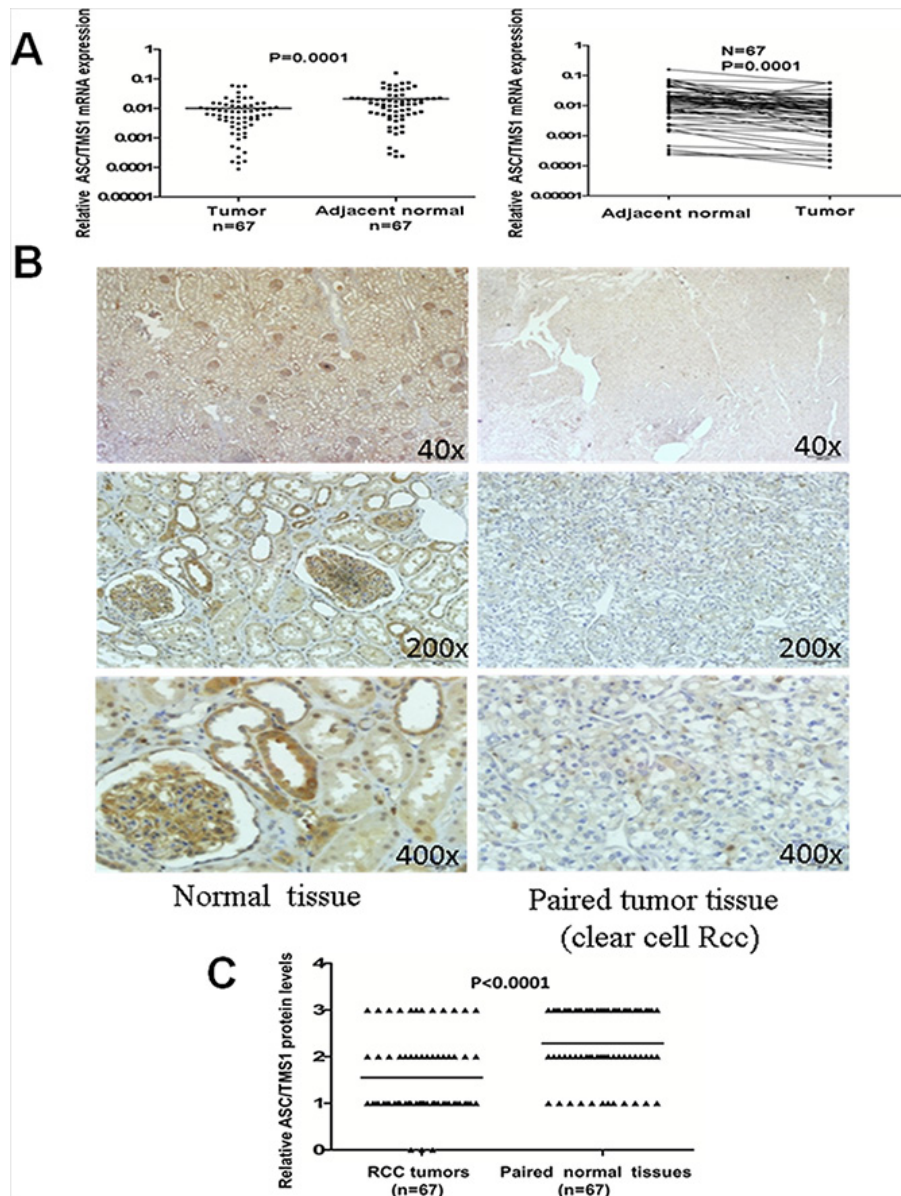 A
Relative ASC/TMS1 mRNA expression
1
0.1
0.01
0.001
0.0001
0.00001
P=0.0001
Tumor
n=67
Adjacent normal
n=67
Relative ASC/TMS1 mRNA expression
1
0.1
0.01
0.001
0.0001
0.00001
N=67
P=0.0001
Adjacent normal
Tumor
B
40x
40x
200x
200x
400x
400x
Normal tissue
Paired tumor tissue
(clear cell Rcc)
C
Relative ASC/TMS1 protein levels
4
3
2
1
0
P<0.0001
RCC tumors
(n=67)
Paired normal tissues
(n=67)